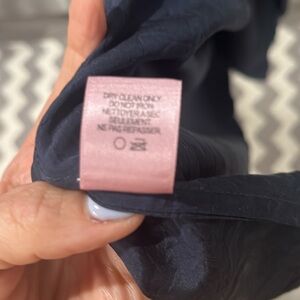 DRY CLEAN ONLY
DO NOT IRON
NETTOYER A SEC
SEULEMENT.
NE PAS REPASSER.